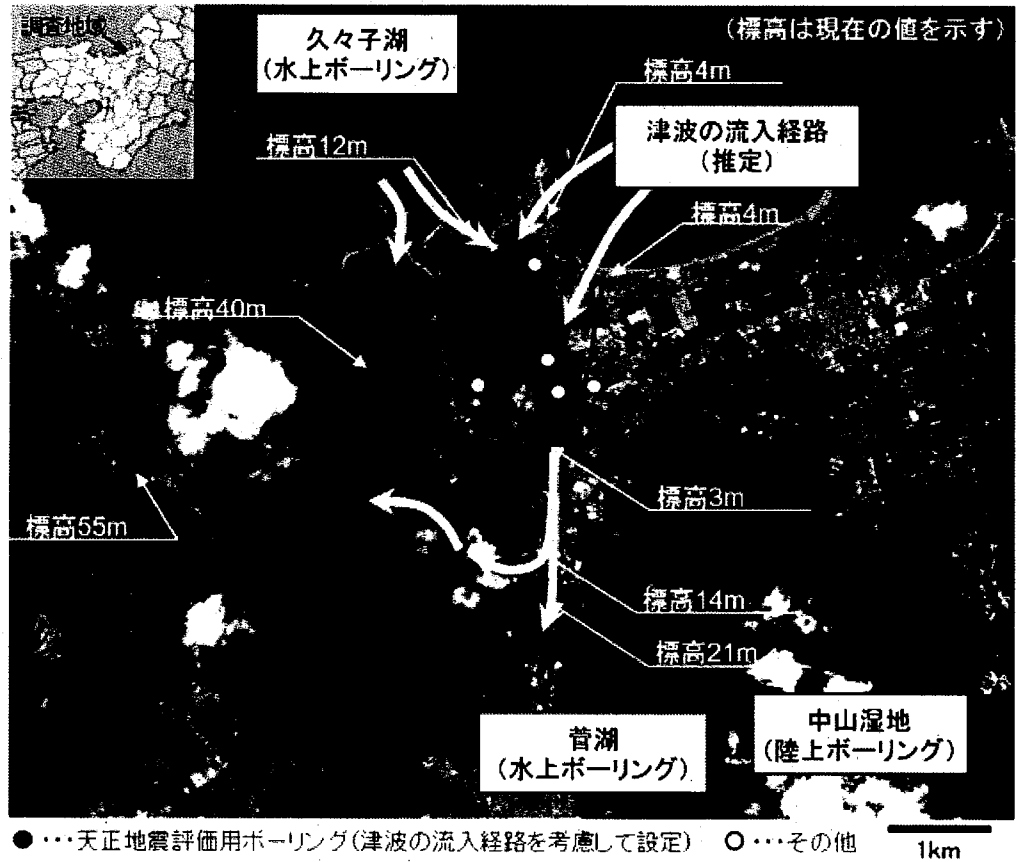 調査地域
久々子湖
(水上ボーリング)
(標高は現在の値を示す)
標高4m
標高12m
津波の流入経路
(推定)
標高4m
標高40m
標高3m
標高55m
標高14m
標高21m
菅湖
(水上ボーリング)
中山湿地
(陸上ボーリング)
●…天正地震評価用ボーリング(津波の流入経路を考慮して設定) ○…その他
1km